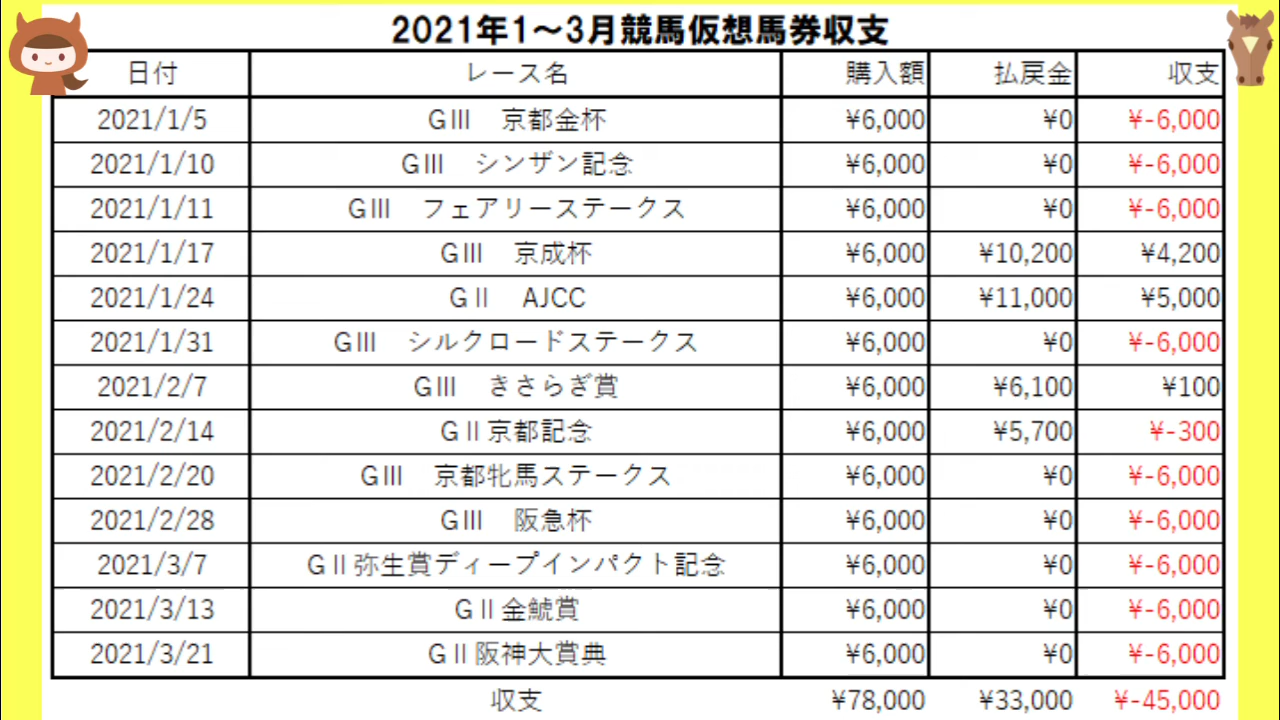 2021年1～3月競馬仮想馬券収支
日付 レース名 購入額 払戻金 収支
2021/1/5 GⅢ　京都金杯 ¥6,000 ¥0 ¥-6,000
2021/1/10 GⅢ　シンザン記念 ¥6,000 ¥0 ¥-6,000
2021/1/11 GⅢ　フェアリーステークス ¥6,000 ¥0 ¥-6,000
2021/1/17 GⅢ　京成杯 ¥6,000 ¥10,200 ¥4,200
2021/1/24 GⅡ　AJCC ¥6,000 ¥11,000 ¥5,000
2021/1/31 GⅢ　シルクロードステークス ¥6,000 ¥0 ¥-6,000
2021/2/7 GⅢ　きさらぎ賞 ¥6,000 ¥6,100 ¥100
2021/2/14 GⅡ京都記念 ¥6,000 ¥5,700 ¥-300
2021/2/20 GⅢ　京都牝馬ステークス ¥6,000 ¥0 ¥-6,000
2021/2/28 GⅢ　阪急杯 ¥6,000 ¥0 ¥-6,000
2021/3/7 GⅡ弥生賞ディープインパクト記念 ¥6,000 ¥0 ¥-6,000
2021/3/13 GⅡ金鯱賞 ¥6,000 ¥0 ¥-6,000
2021/3/21 GⅡ阪神大賞典 ¥6,000 ¥0 ¥-6,000
収支 ¥78,000 ¥33,000 ¥-45,000